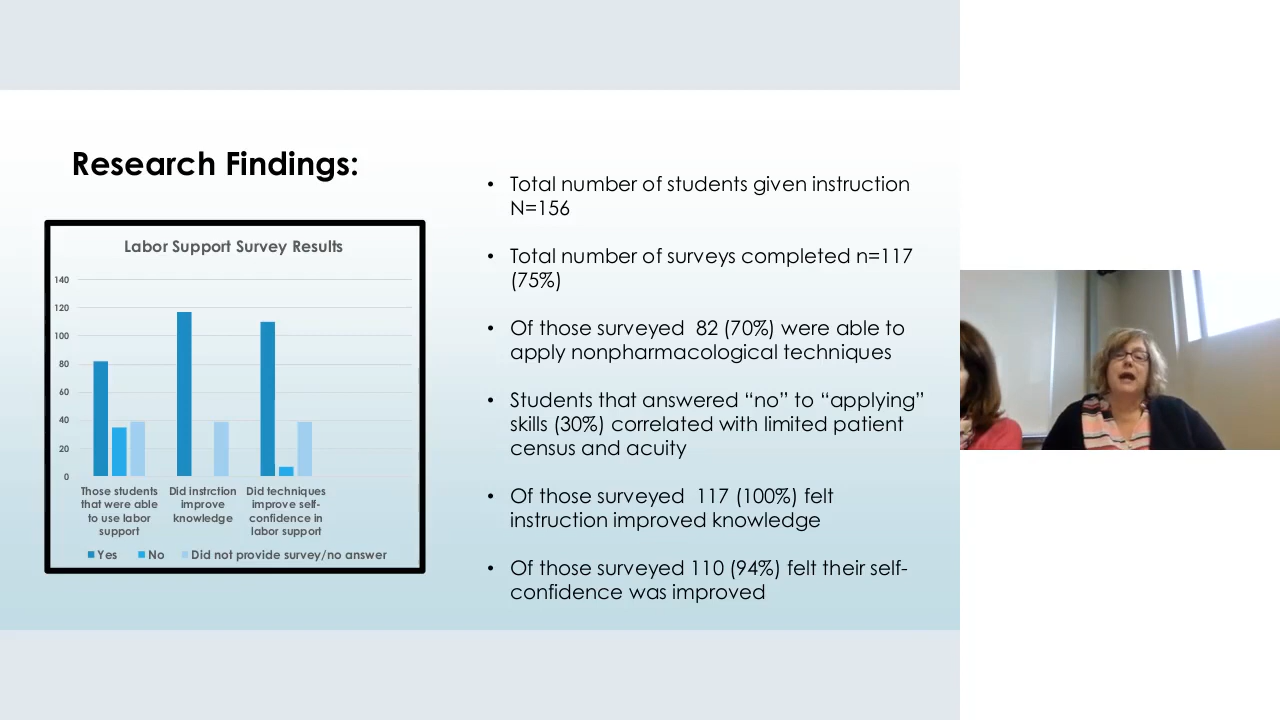 Research Findings:
Labor Support Survey Results
140
120
100
80
60
40
20
0
Those students
that were able
to use labor
support
Did instrction
improve
knowledge
Did techniques
improve self-
confidence in
labor support
Yes
No
Did not provide survey/no answer
• Total number of students given instruction
N=156
• Total number of surveys completed n=117
(75%)
• Of those surveyed 82 (70%) were able to
apply nonpharmacological techniques
• Students that answered “no” to “applying”
skills (30%) correlated with limited patient
census and acuity
• Of those surveyed 117 (100%) felt
instruction improved knowledge
• Of those surveyed 110 (94%) felt their self-
confidence was improved